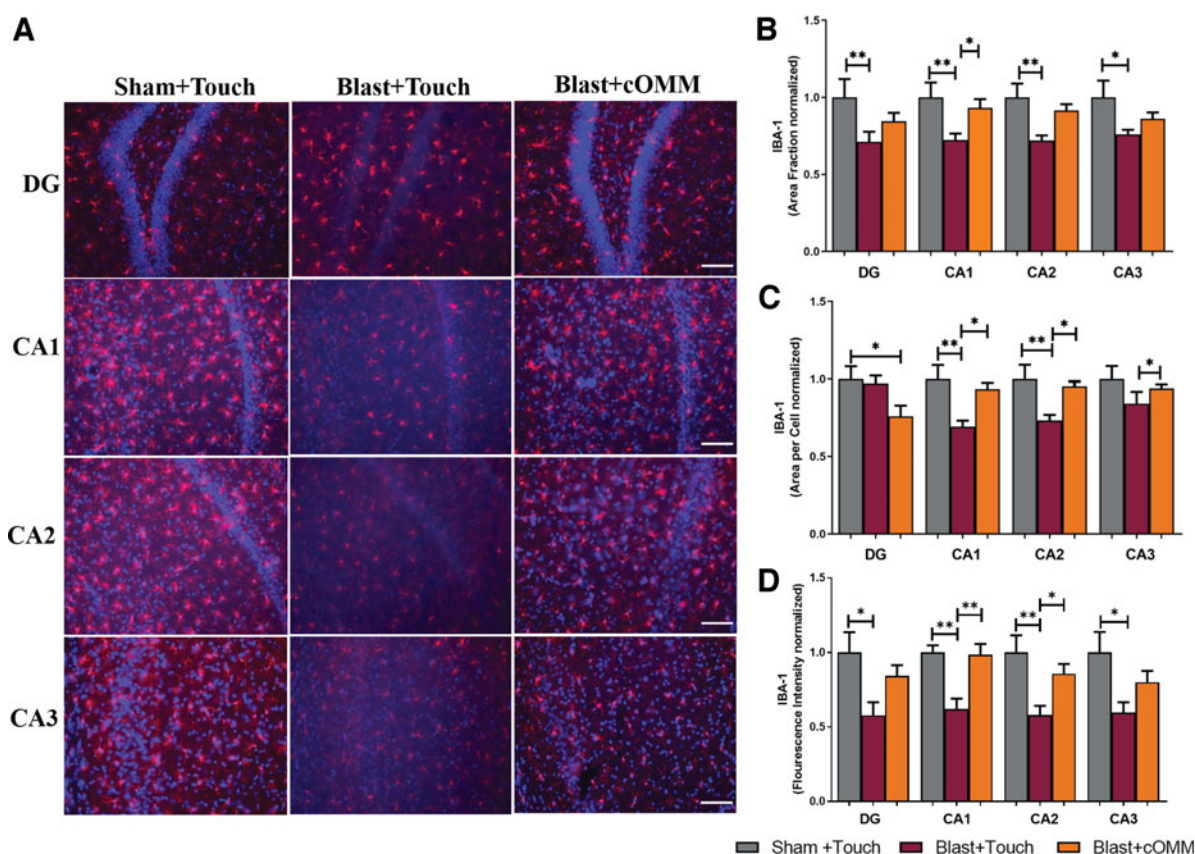 A
Sham+Touch
Blast+Touch
Blast+cOMM
DG
CA1
CA2
CA3
B
IBA-1
(Area Fraction normalized)
1.5
1.0
0.5
0.0
**
**
*
**
*
DG
CA1
CA2
CA3
C
IBA-1
(Area per Cell normalized)
1.5
1.0
0.5
0.0
*
**
*
**
*
*
DG
CA1
CA2
CA3
D
IBA-1
(Flourescence Intensity normalized)
1.5
1.0
0.5
0.0
*
**
**
**
*
*
DG
CA1
CA2
CA3
Sham +Touch
Blast+Touch
Blast+cOMM